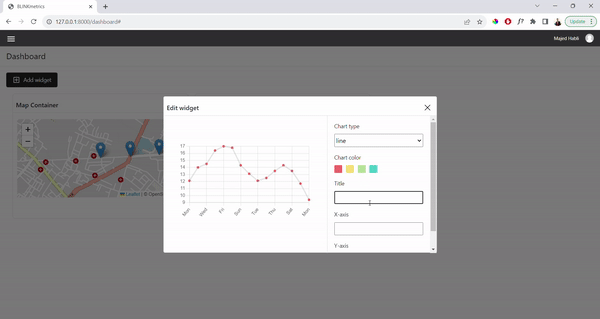 BLINKmetrics
127.0.0.1:8000/dashboard#
Update
Majed Habli
Dashboard
Add widget
Map Container
+
−
Leaflet | © OpenS
Edit widget
17
16
15
14
13
12
11
10
9
Mon
Wed
Fri
Sun
Tue
Thu
Sat
Mon
Chart type
line
Chart color
Title
X-axis
Y-axis